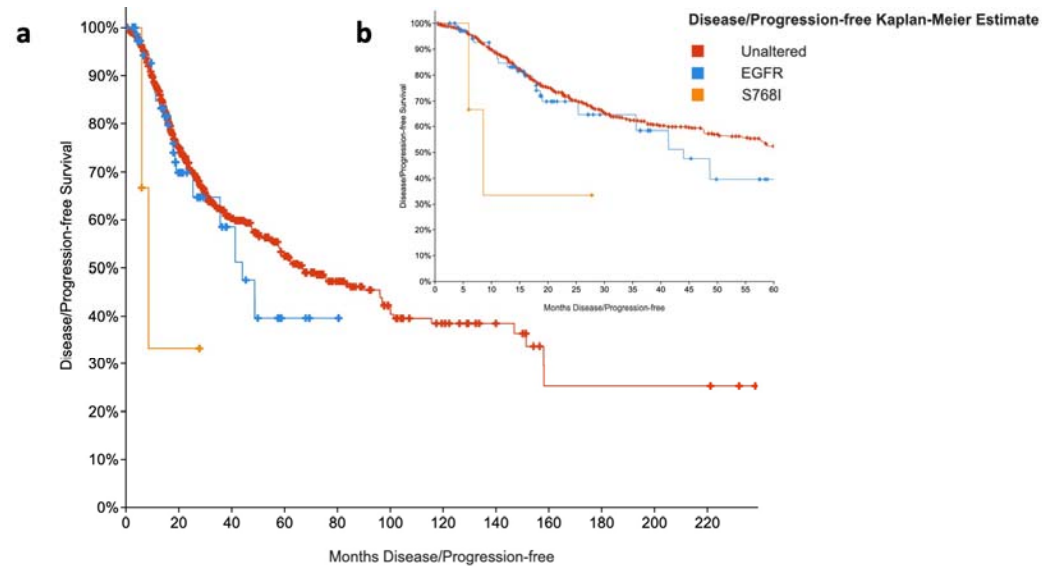 a
Disease/Progression-free Survival
100%
90%
80%
70%
60%
50%
40%
30%
20%
10%
0%
0 20 40 60 80 100 120 140 160 180 200 220
Months Disease/Progression-free
b
Disease/Progression-free Survival
100%
90%
80%
70%
60%
50%
40%
30%
20%
10%
0%
0 5 10 15 20 25 30 35 40 45 50 55 60
Months Disease/Progression-free
Disease/Progression-free Kaplan-Meier Estimate
Unaltered
EGFR
S768I